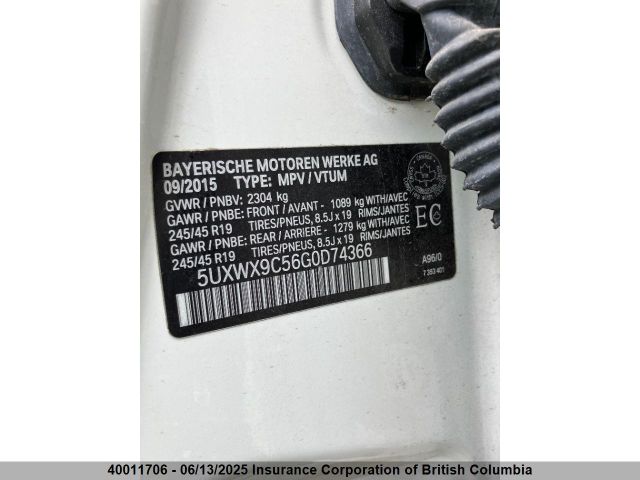 BAYERISCHE MOTOREN WERKE AG
09/2015 TYPE: MPV / VTUM
GVWR / PNBV: 2304 kg
GAWR / PNBE: FRONT / AVANT - 1089 kg WITH/AVEC
245/45 R19 TIRES/PNEUS, 8.5J x 19 RIMS/JANTES
GAWR / PNBE: REAR / ARRIERE - 1279 kg WITH/AVEC
245/45 R19 TIRES/PNEUS, 8.5J x 19 RIMS/JANTES
5UXWX9C56G0D74366
EC
A96/0
7 393 401
40011706 - 06/13/2025 Insurance Corporation of British Columbia